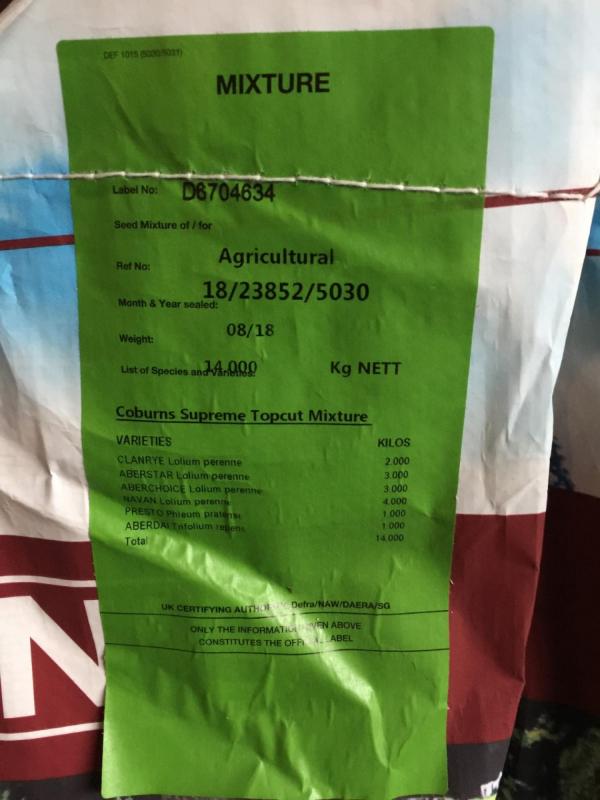 DEF 1015 (5020/5031)
MIXTURE
Label No: D6704634
Seed Mixture of / for
Agricultural
Ref No:
18/23852/5030
Month & Year sealed:
08/18
Weight:
14.000 Kg NETT
List of Species and Varieties:
Coburns Supreme Topcut Mixture
VARIETIES KILOS
CLANRYE Lolium perenne 2.000
ABERSTAR Lolium perenne 3.000
ABERCHOICE Lolium perenne 3.000
NAVAN Lolium perenne 4.000
PRESTO Phleum pratense 1.000
ABERDAI Trifolium repens 1.000
Total 14.000
UK CERTIFYING AUTHORITY: Defra/NAW/DAERA/SG
ONLY THE INFORMATION GIVEN ABOVE
CONSTITUTES THE OFFICIAL LABEL
N